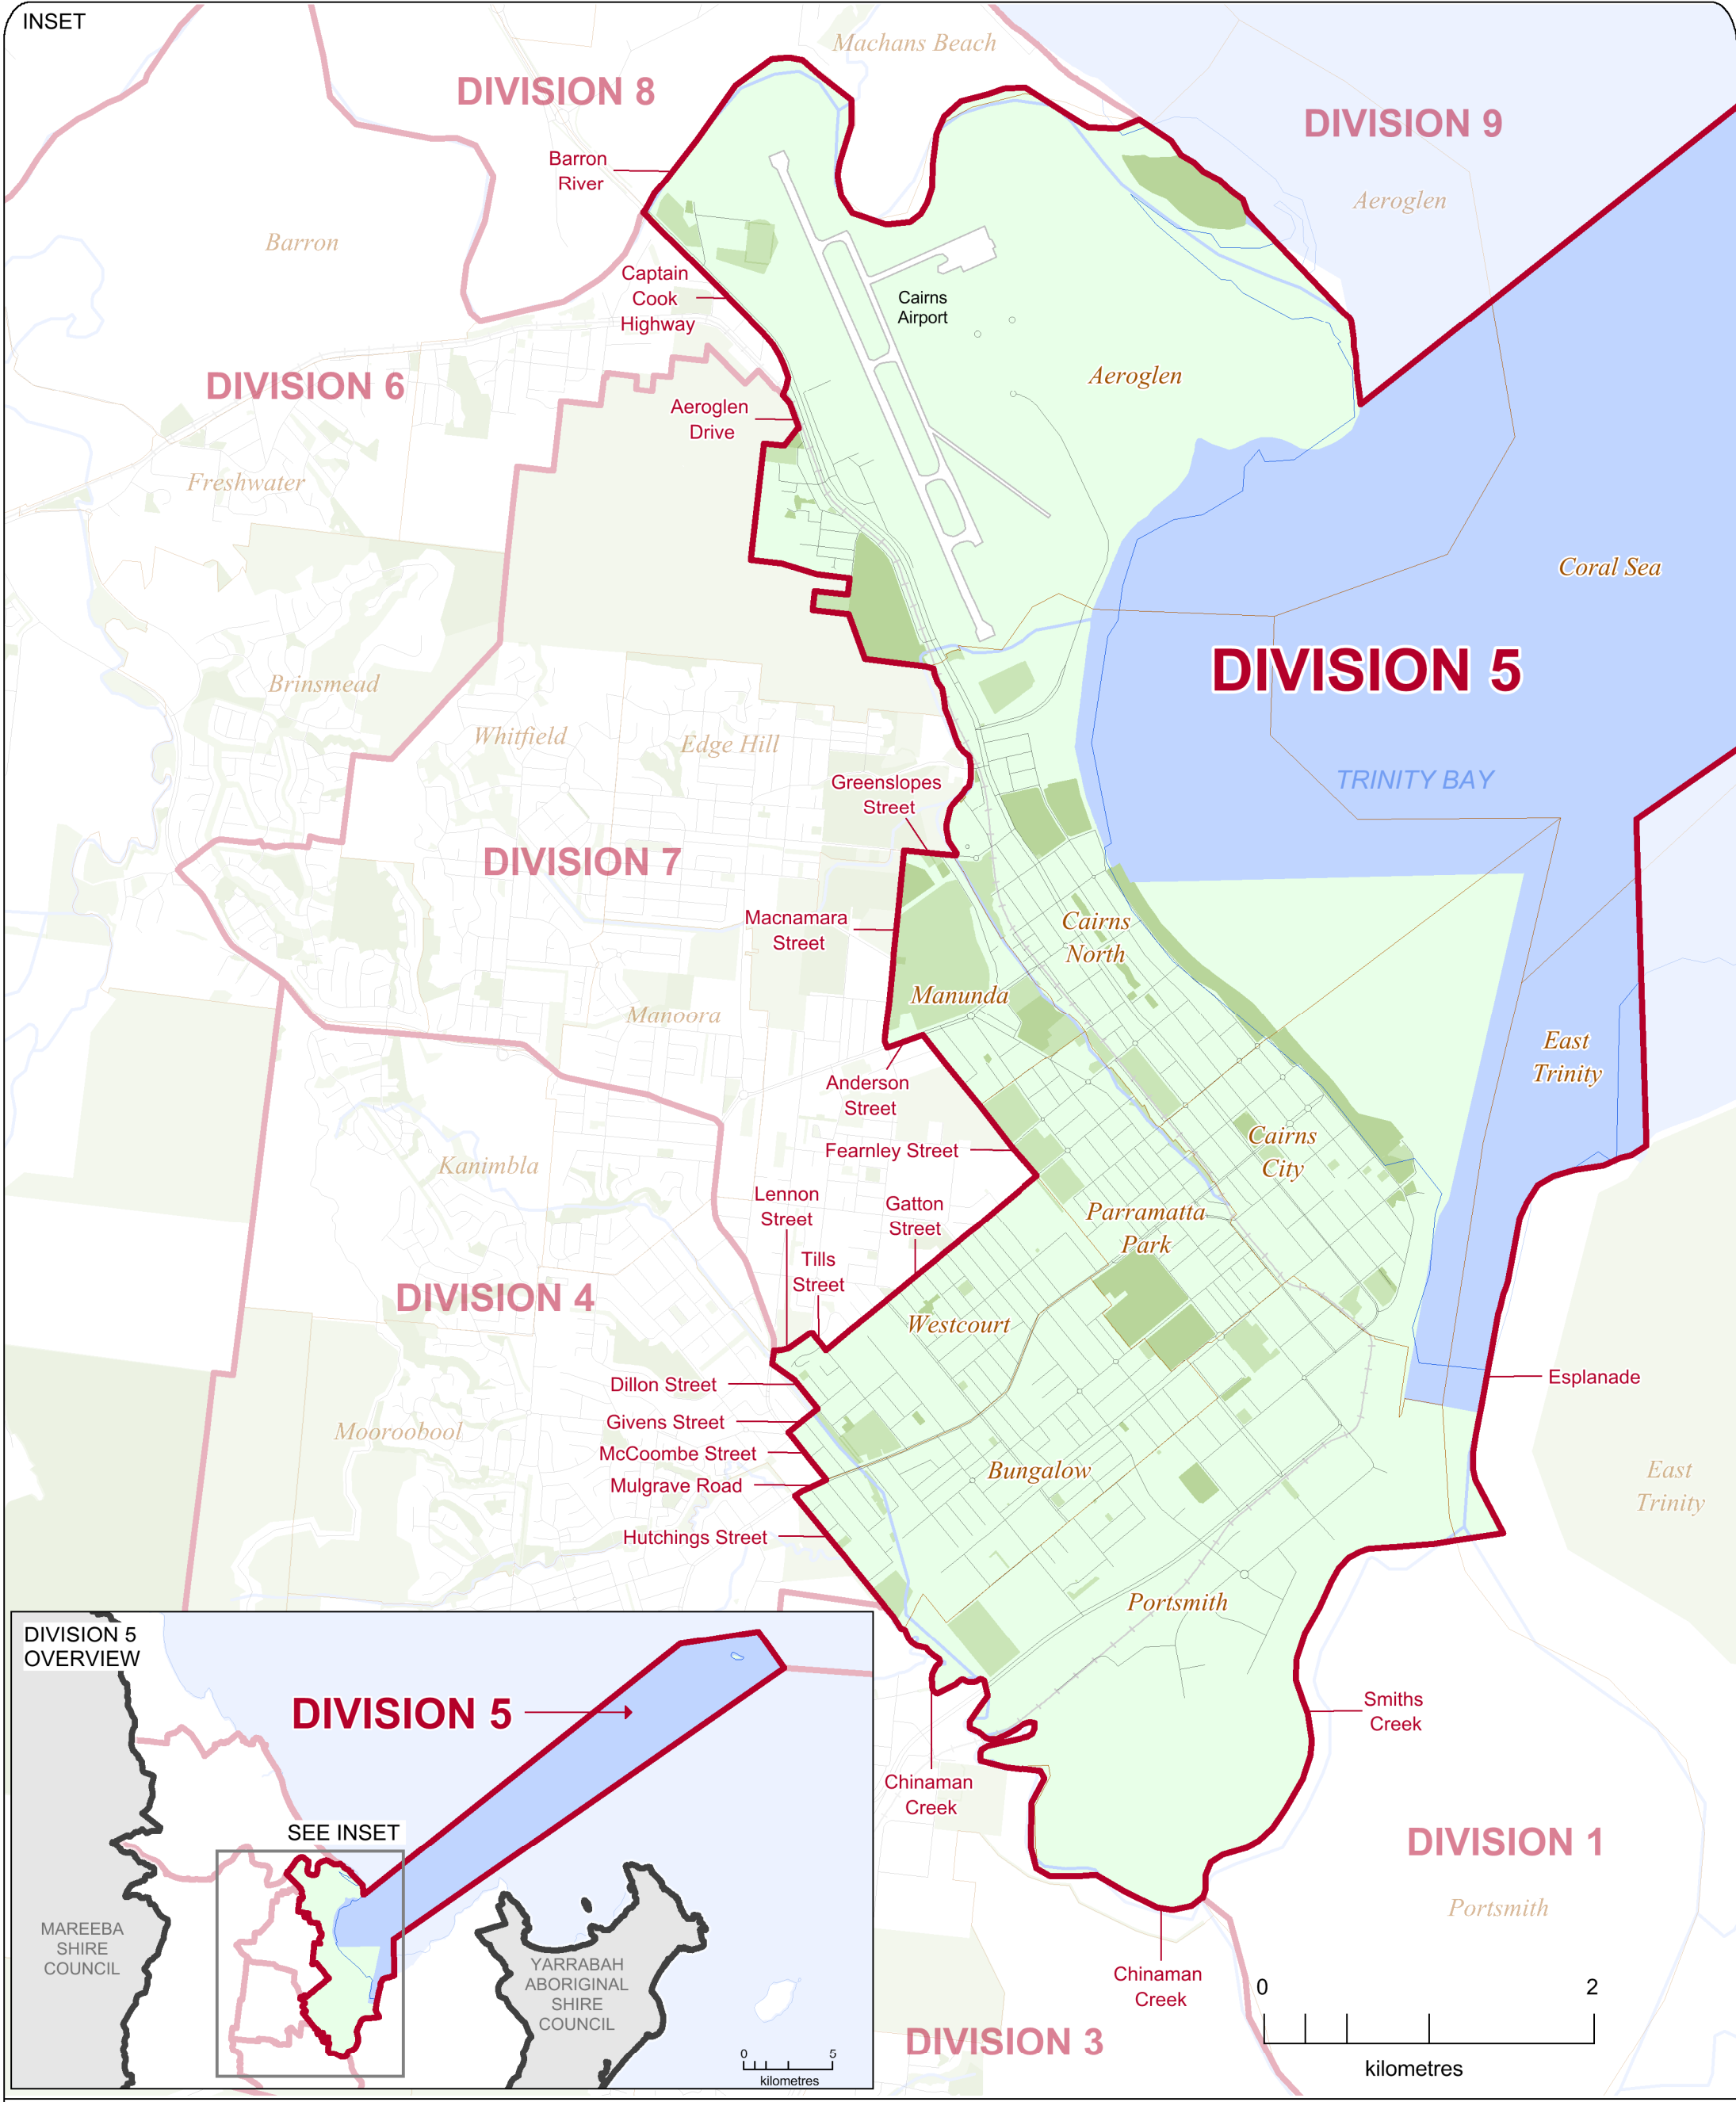 INSET
Machans Beach
DIVISION 8
DIVISION 9
Barron
River
Aeroglen
Barron
Captain
Cook
Highway
Cairns
Airport
Aeroglen
DIVISION 6
Aeroglen
Drive
Freshwater
Coral Sea
DIVISION 5
Brinsmead
Whitfield
Edge Hill
TRINITY BAY
Greenslopes
Street
DIVISION 7
Macnamara
Street
Cairns
North
Manunda
Manoora
East
Trinity
Anderson
Street
Cairns
City
Fearnley Street
Kanimbla
Lennon
Street
Gatton
Street
Parramatta
Park
Tills
Street
DIVISION 4
Westcourt
Dillon Street
Esplanade
Givens Street
Mooroobool
McCoombe Street
Bungalow
East
Trinity
Mulgrave Road
Hutchings Street
Portsmith
DIVISION 5
OVERVIEW
DIVISION 5
Smiths
Creek
Chinaman
Creek
SEE INSET
DIVISION 1
Portsmith
MAREEBA
SHIRE
COUNCIL
YARRABAH
ABORIGINAL
SHIRE
COUNCIL
Chinaman
Creek
0 2
kilometres
DIVISION 3
0 5
kilometres